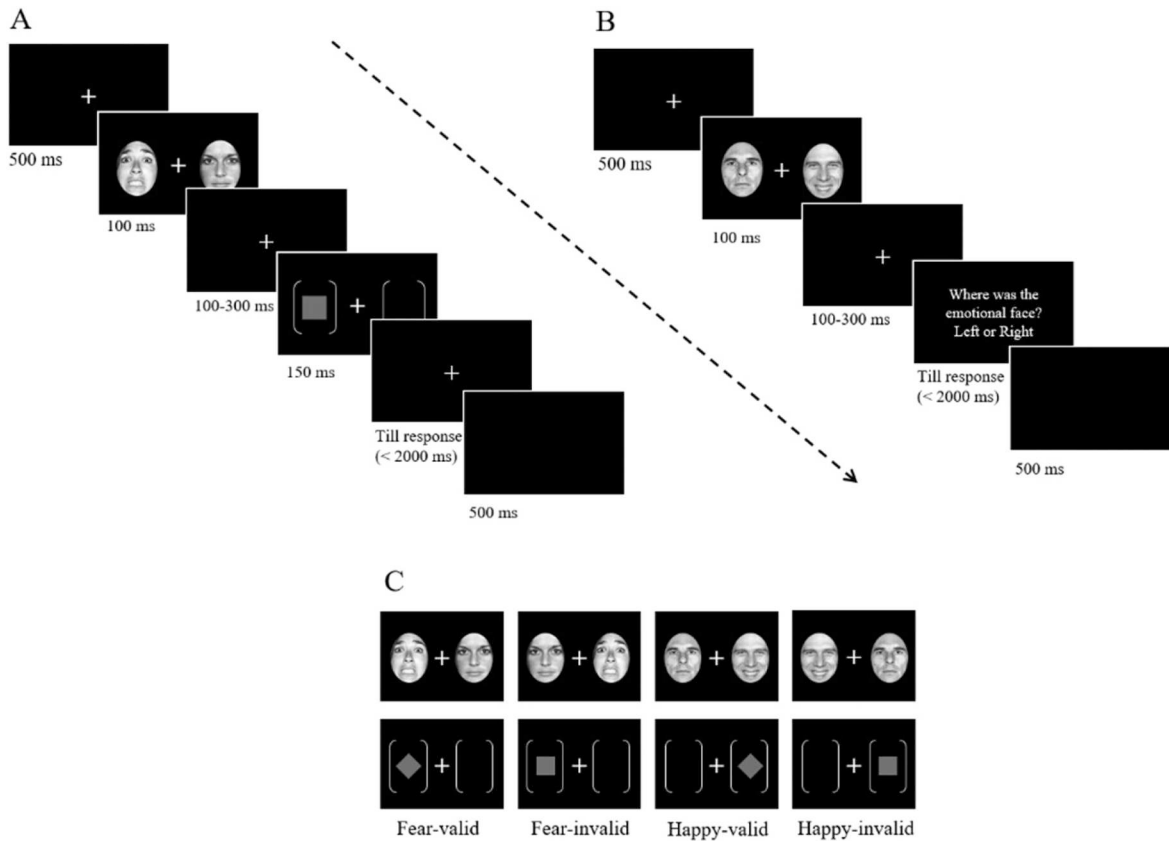 A
500 ms
100 ms
100-300 ms
150 ms
Till response
(< 2000 ms)
500 ms
B
500 ms
100 ms
100-300 ms
Where was the
emotional face?
Left or Right
Till response
(< 2000 ms)
500 ms
C
Fear-valid
Fear-invalid
Happy-valid
Happy-invalid